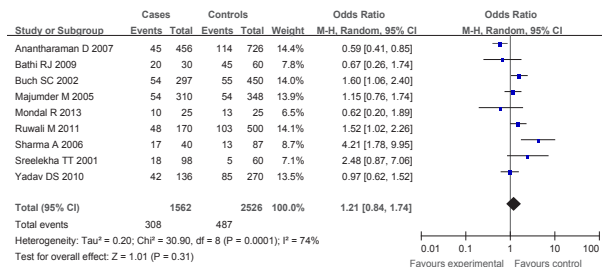 Cases Controls Odds Ratio Odds Ratio
Study or Subgroup Events Total Events Total Weight M-H, Random, 95% CI M-H, Random, 95% CI
Anantharaman D 2007 45 456 114 726 14.4% 0.59 [0.41, 0.85]
Bathi RJ 2009 20 30 45 60 7.8% 0.67 [0.26, 1.74]
Buch SC 2002 54 297 55 450 14.0% 1.60 [1.06, 2.40]
Majumder M 2005 54 310 54 348 14.0% 1.15 [0.76, 1.74]
Mondal R 2013 10 25 13 25 6.5% 0.62 [0.20, 1.89]
Ruwali M 2011 48 170 103 500 14.1% 1.52 [1.02, 2.26]
Sharma A 2006 17 40 13 87 8.8% 4.21 [1.78, 9.95]
Sreelekha TT 2001 18 98 5 60 7.1% 2.48 [0.87, 7.06]
Yadav DS 2010 42 136 85 270 13.5% 0.97 [0.62, 1.52]
Total (95% CI) 1562 2526 100.0% 1.21 [0.84, 1.74]
Total events 308 487
Heterogeneity: Tau² = 0.20; Chi² = 30.90, df = 8 (P = 0.0001); I² = 74%
Test for overall effect: Z = 1.01 (P = 0.31)
0.01 0.1 1 10 100
Favours experimental Favours control